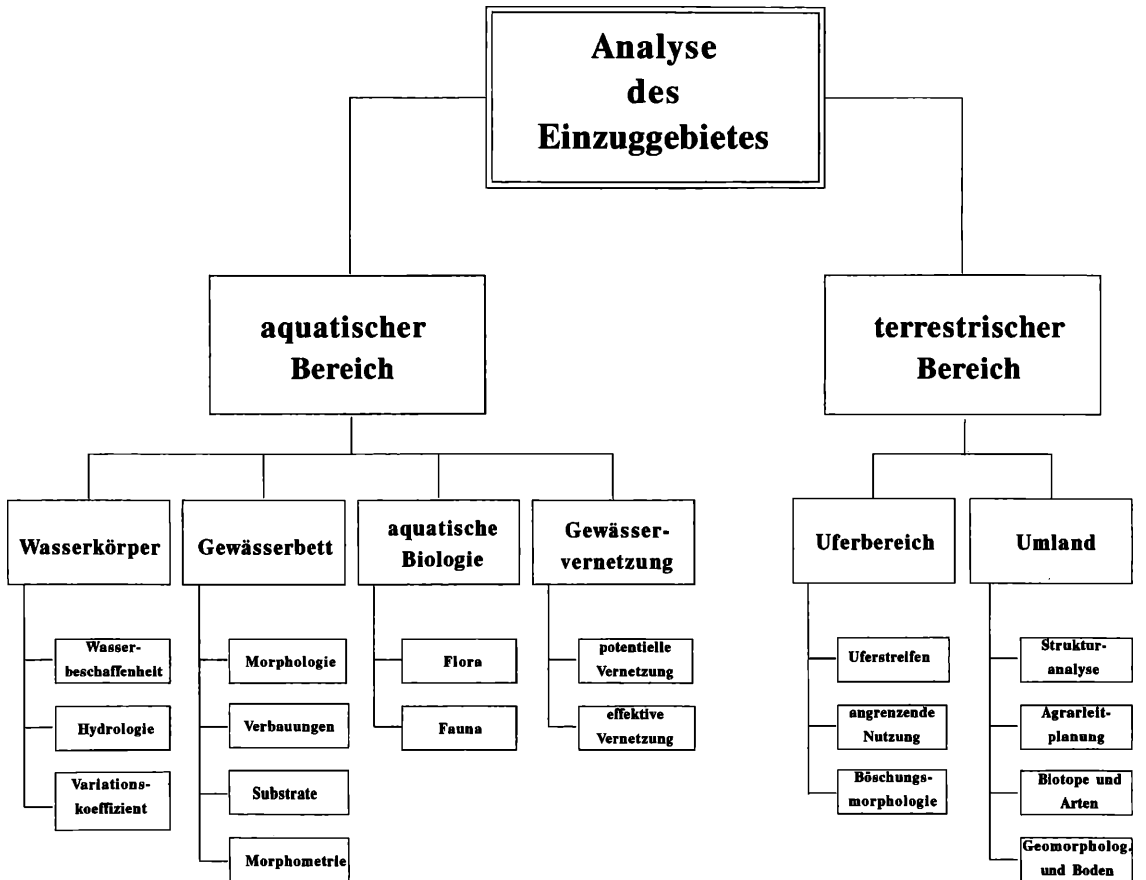 Analyse
des
Einzuggebietes
aquatischer
Bereich
terrestrischer
Bereich
Wasserkörper
Gewässerbett
aquatische
Biologie
Gewässer-
vernetzung
Uferbereich
Umland
Wasser-
beschaffenheit
Hydrologie
Variations-
koeffizient
Morphologie
Verbauungen
Substrate
Morphometrie
Flora
Fauna
potentielle
Vernetzung
effektive
Vernetzung
Uferstreifen
angrenzende
Nutzung
Böschungs-
morphologie
Struktur-
analyse
Agrarleit-
planung
Biotope und
Arten
Geomorpholog.
und Boden